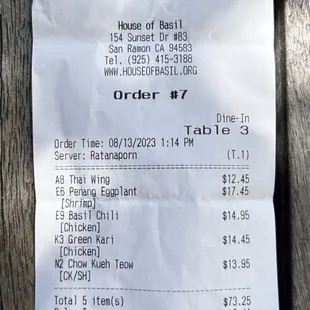 House of Basil
154 Sunset Dr #B3
San Ramon CA 94583
Tel. (925) 415-3188
WWW.HOUSEOFBASIL.ORG
Order #7
Dine-In
Table 3
Order Time: 08/13/2023 1:14 PM
Server: Ratanaporn (T.1)
A8 Thai Wing $12.45
E6 Penang Eggplant $17.45
[Shrimp]
E9 Basil Chili $14.95
[Chicken]
K3 Green Kari $14.45
[Chicken]
N2 Chow Kueh Teow $13.95
[CK/SH]
Total 5 item(s) $73.25